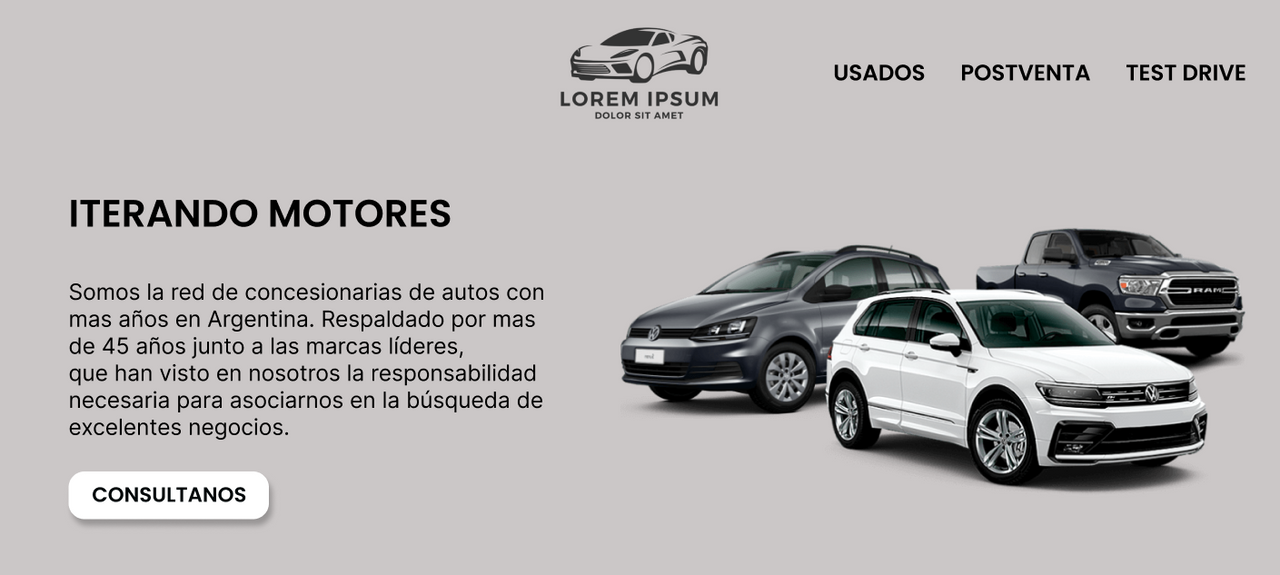 LOREM IPSUM
DOLOR SIT AMET
USADOS POSTVENTA TEST DRIVE
ITERANDO MOTORES
Somos la red de concesionarias de autos con
mas años en Argentina. Respaldado por mas
de 45 años junto a las marcas líderes,
que han visto en nosotros la responsabilidad
necesaria para asociarnos en la búsqueda de
excelentes negocios.
CONSULTANOS
RAM